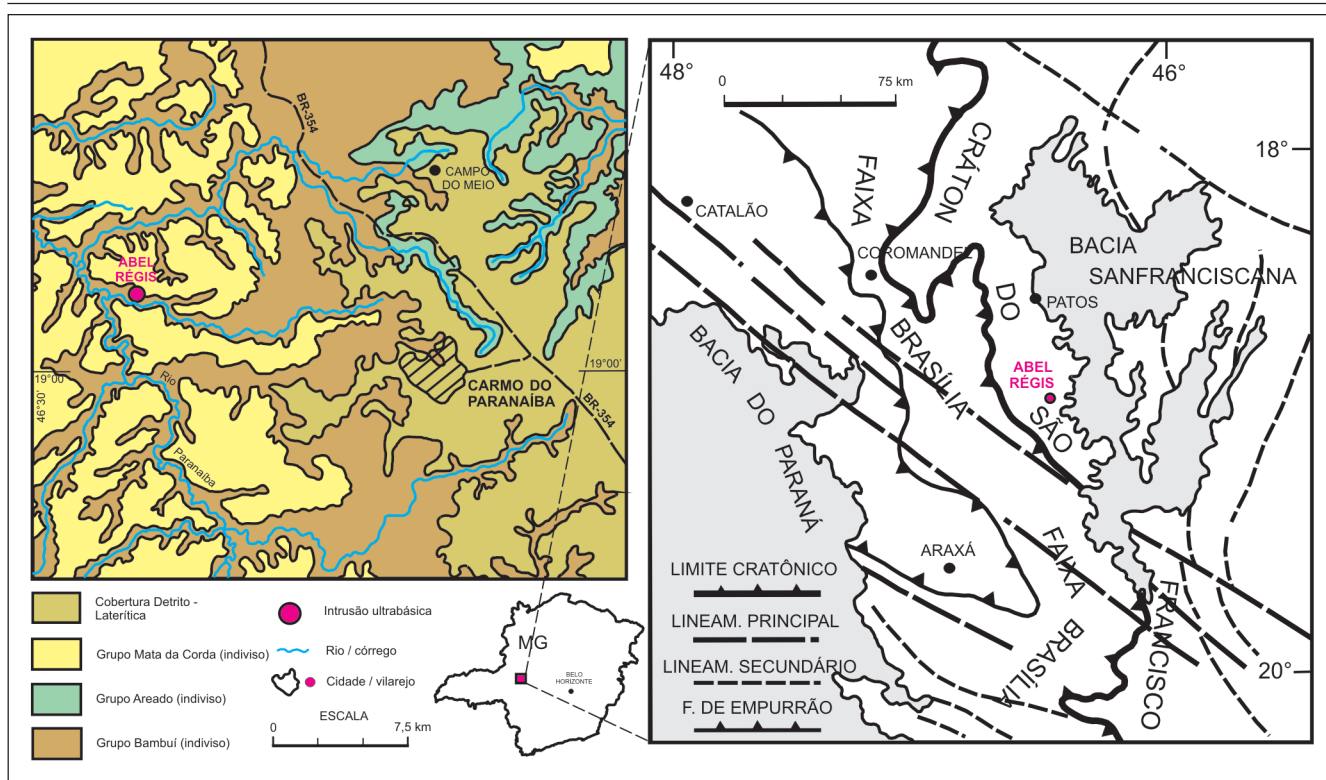 BR-354
CAMPO
DO MEIO
ABEL
RÉGIS
19°00'
46°30'
Rio
Paranaíba
CARMO DO
PARANAÍBA
19°00'
BR-354
Cobertura Detrito -
Laterítica
Grupo Mata da Corda (indiviso)
Grupo Areado (indiviso)
Grupo Bambuí (indiviso)
Intrusão ultrabásica
Rio / córrego
Cidade / vilarejo
ESCALA
0 7,5 km
MG
BELO
HORIZONTE
48°
46°
0 75 km
18°
20°
FAIXA
BRASÍLIA
CRÁTON
DO
SÃO
FRANCISCO
CATALÃO
COROMANDEL
BACIA
SANFRANCISCANA
PATOS
ABEL
RÉGIS
BACIA
DO
PARANÁ
ARAXÁ
FAIXA
BRASÍLIA
LIMITE CRATÔNICO
LINEAM. PRINCIPAL
LINEAM. SECUNDÁRIO
F. DE EMPURRÃO